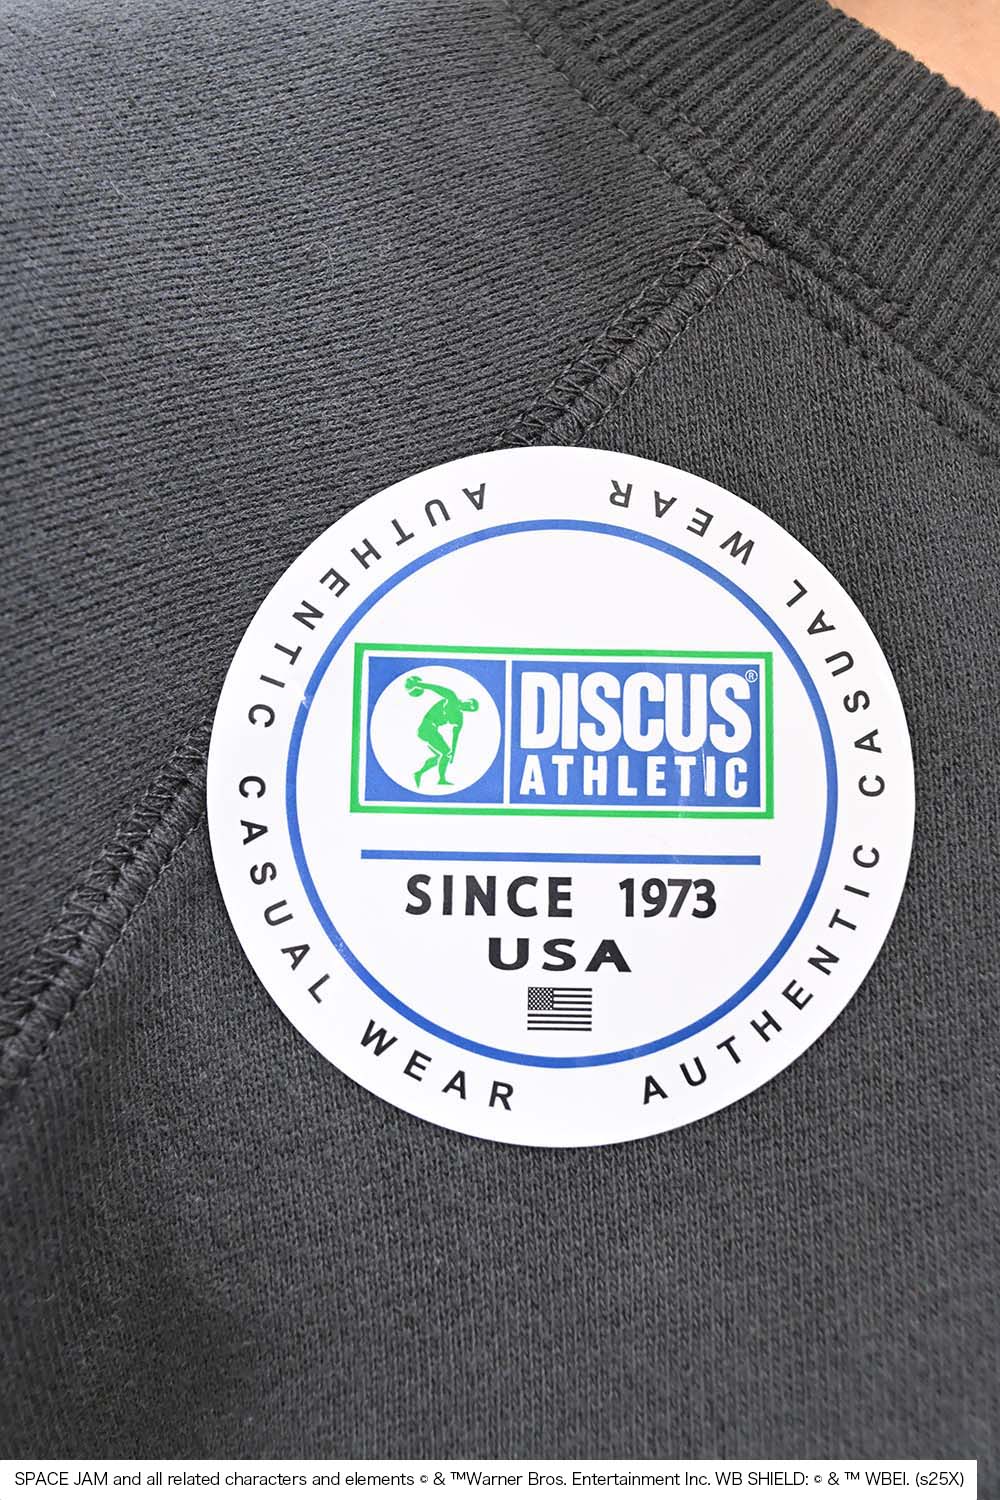 AUTHENTIC CASUAL WEAR
AUTHENTIC CASUAL WEAR
DISCUS®
ATHLETIC
SINCE 1973
USA
SPACE JAM and all related characters and elements © & ™Warner Bros. Entertainment Inc. WB SHIELD: © & ™ WBEI. (s25X)